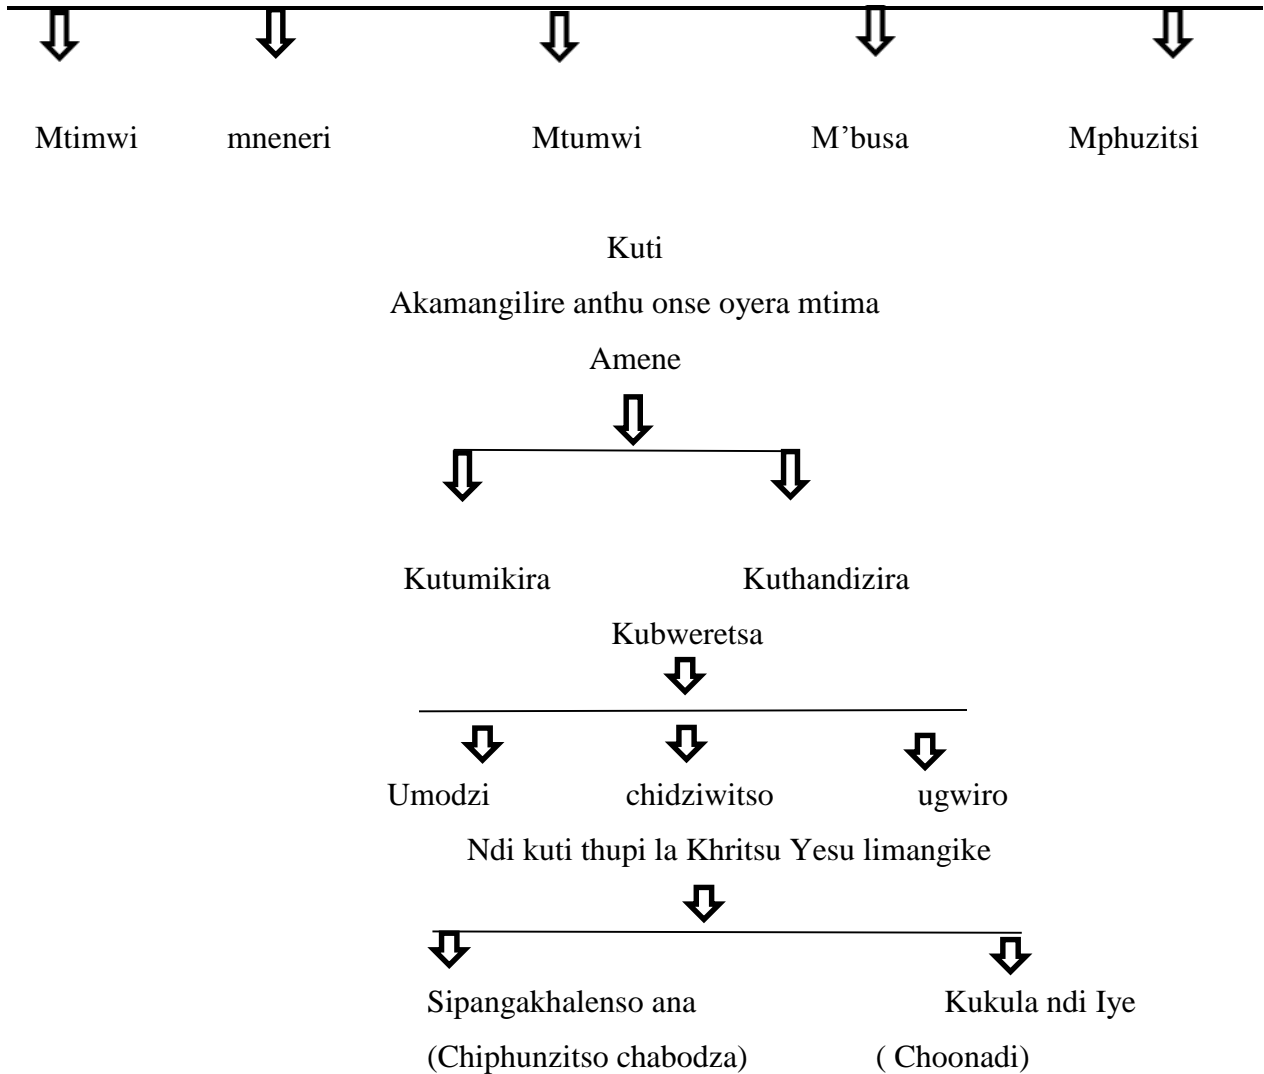 Mtimwi mneneri Mtumwi M’busa Mphuzitsi
Kuti
Akamangilire anthu onse oyera mtima
Amene
Kutumikira Kuthandizira
Kubweretsa
Umodzi chidziwitso ugwiro
Ndi kuti thupi la Khritsu Yesu limangike
Sipangakhalenso ana Kukula ndi Iye
(Chiphunzitso chabodza) ( Choonadi)